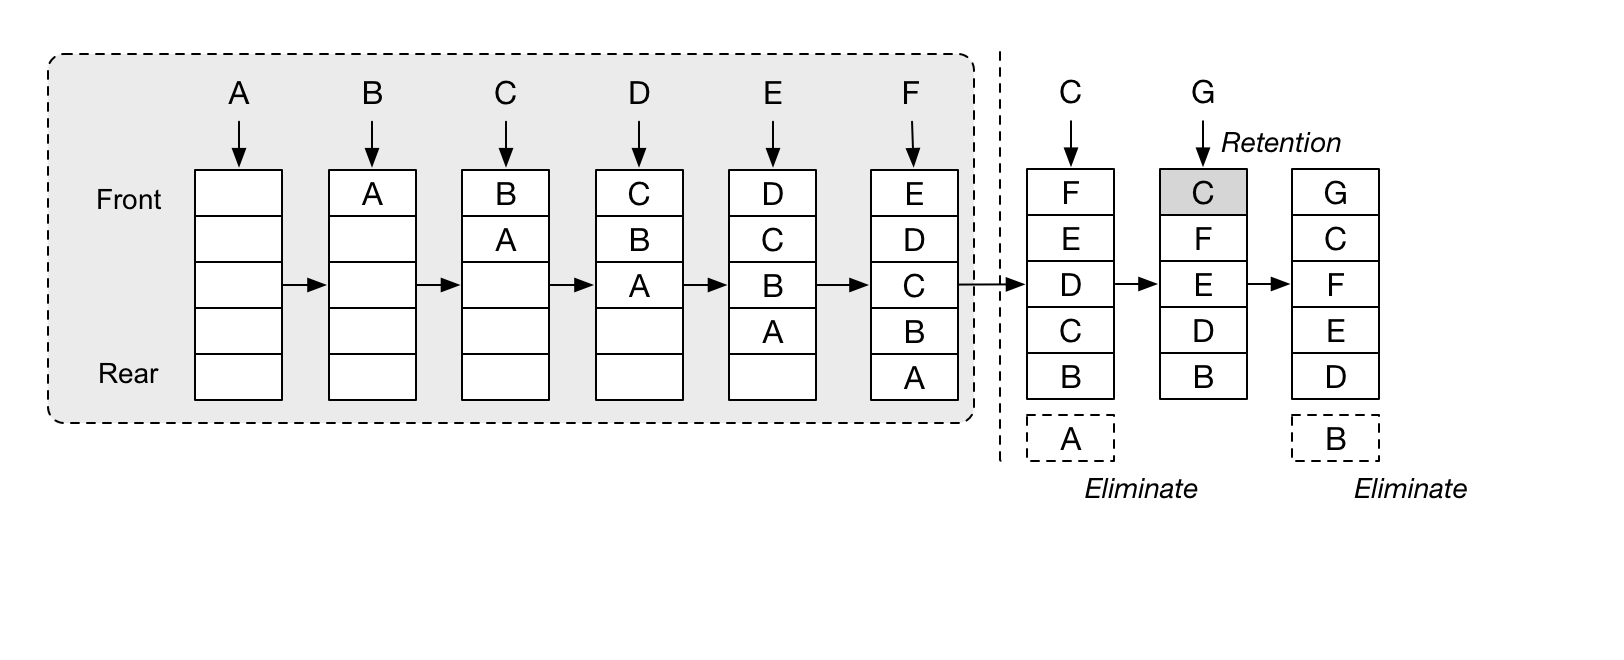 A B C D E F C G
Retention
Front A B C D E F C G
A B C D E F C
A B C D E F
A B C D E
Rear A B B D
A B
Eliminate Eliminate